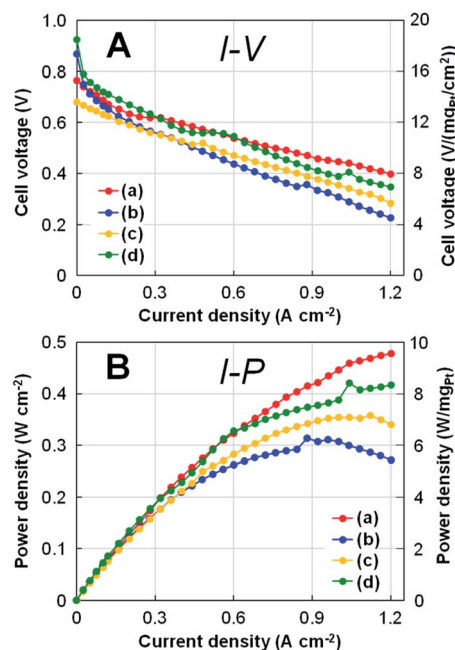 A
I-V
1.0
0.8
0.6
0.4
0.2
0
20
16
12
8
4
0
Cell voltage (V)
Cell voltage (V/(mgPt/cm²))
(a)
(b)
(c)
(d)
0
0.3
0.6
0.9
1.2
Current density (A cm⁻²)
B
I-P
0.5
0.4
0.3
0.2
0.1
0
10
8
6
4
2
0
Power density (W cm⁻²)
Power density (W/mgPt)
(a)
(b)
(c)
(d)
0
0.3
0.6
0.9
1.2
Current density (A cm⁻²)